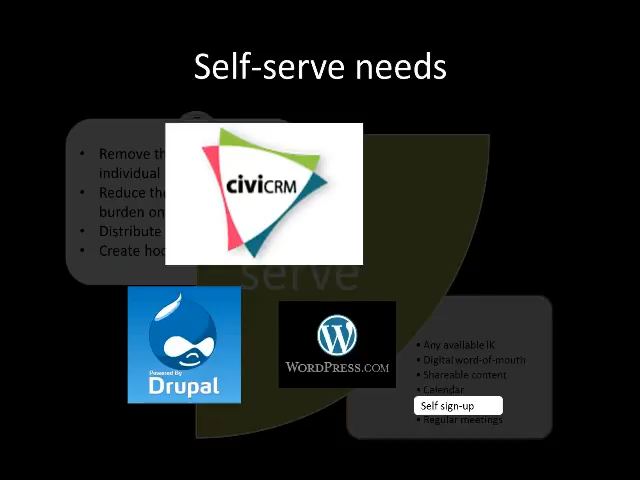 Self-serve needs
• Remove th
individual
• Reduce the
burden on
• Distribute
• Create hoo
civiCRM
serve
Powered By
Drupal
WORDPRESS.COM
• Any available IK
• Digital word-of-mouth
• Shareable content
• Calendar
Self sign-up
• Regular meetings